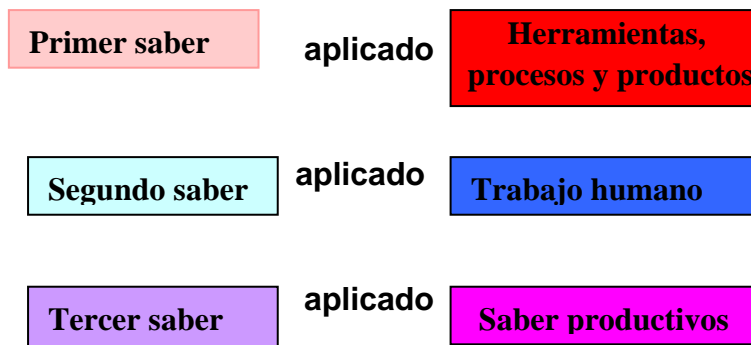 Primer saber
aplicado
Herramientas,
procesos y productos
Segundo saber
aplicado
Trabajo humano
Tercer saber
aplicado
Saber productivos